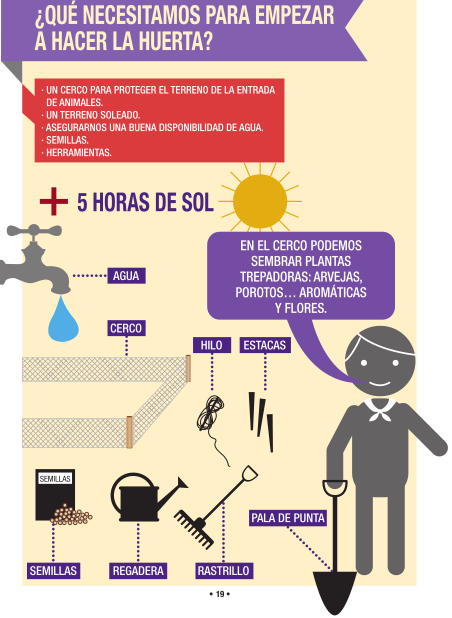 ¿QUÉ NECESITAMOS PARA EMPEZAR
A HACER LA HUERTA?
· UN CERCO PARA PROTEGER EL TERRENO DE LA ENTRADA
DE ANIMALES.
· UN TERRENO SOLEADO.
· ASEGURARNOS UNA BUENA DISPONIBILIDAD DE AGUA.
· SEMILLAS.
· HERRAMIENTAS.
+ 5 HORAS DE SOL
EN EL CERCO PODEMOS
SEMBRAR PLANTAS
TREPADORAS: ARVEJAS,
POROTOS... AROMÁTICAS
Y FLORES.
AGUA
CERCO
HILO
ESTACAS
SEMILLAS
PALA DE PUNTA
SEMILLAS
REGADERA
RASTRILLO
• 19 •